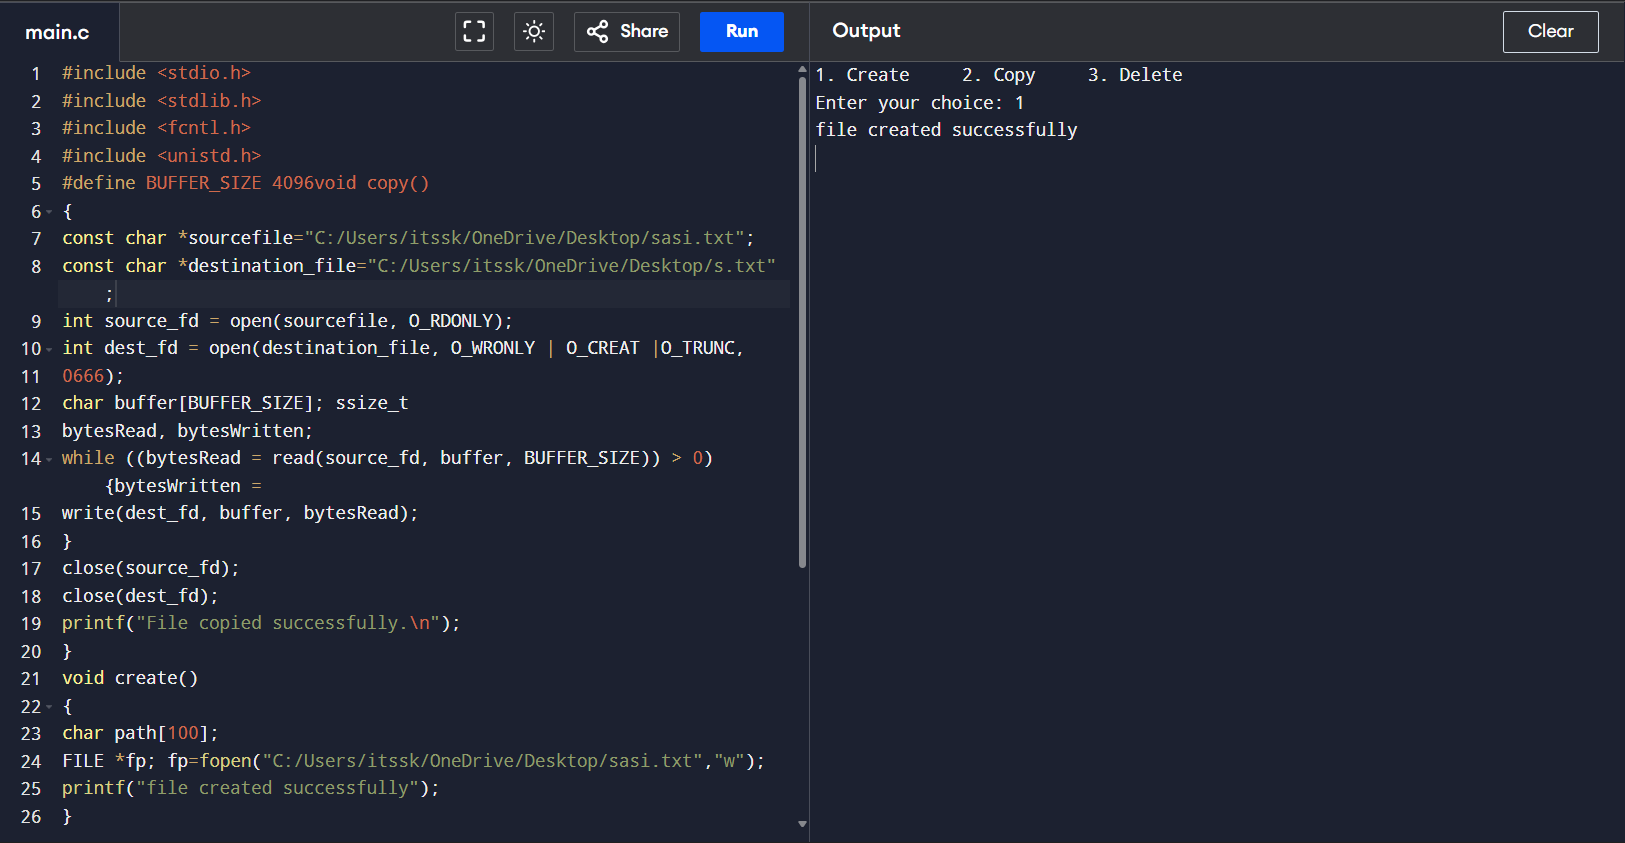 main.c
Share
Run
Output
Clear
1 #include <stdio.h>
2 #include <stdlib.h>
3 #include <fcntl.h>
4 #include <unistd.h>
5 #define BUFFER_SIZE 4096void copy()
6 {
7 const char *sourcefile="C:/Users/itssk/OneDrive/Desktop/sasi.txt";
8 const char *destination_file="C:/Users/itssk/OneDrive/Desktop/s.txt"
;
9 int source_fd = open(sourcefile, O_RDONLY);
10 int dest_fd = open(destination_file, O_WRONLY | O_CREAT |O_TRUNC,
11 0666);
12 char buffer[BUFFER_SIZE]; ssize_t
13 bytesRead, bytesWritten;
14 while ((bytesRead = read(source_fd, buffer, BUFFER_SIZE)) > 0)
{bytesWritten =
15 write(dest_fd, buffer, bytesRead);
16 }
17 close(source_fd);
18 close(dest_fd);
19 printf("File copied successfully.\n");
20 }
21 void create()
22 {
23 char path[100];
24 FILE *fp; fp=fopen("C:/Users/itssk/OneDrive/Desktop/sasi.txt","w");
25 printf("file created successfully");
26 }
1. Create 2. Copy 3. Delete
Enter your choice: 1
file created successfully